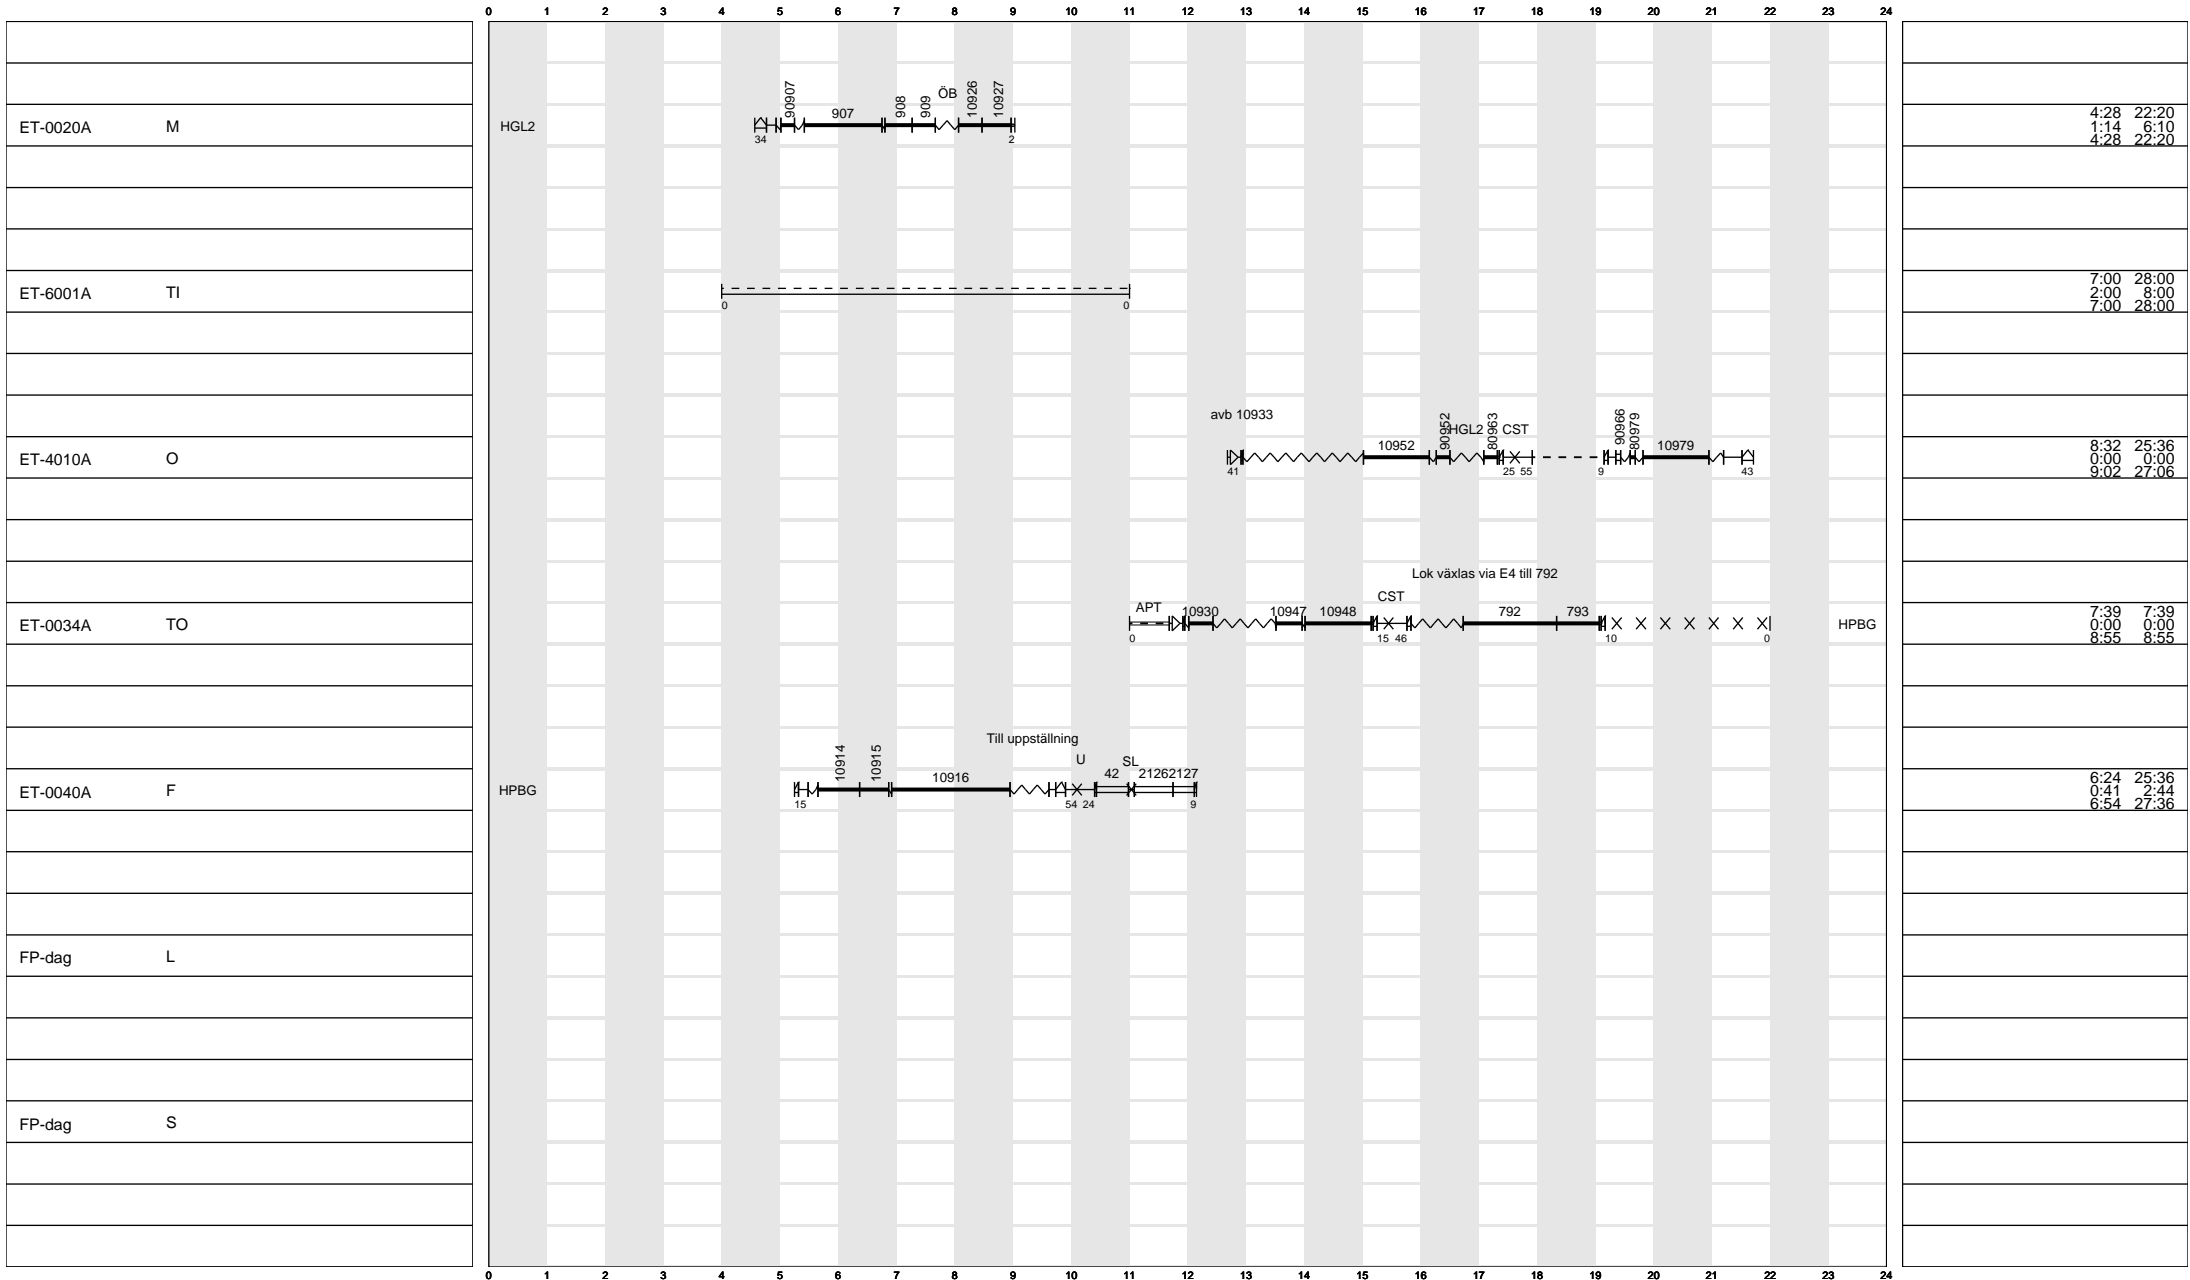 0 1 2 3 4 5 6 7 8 9 10 11 12 13 14 15 16 17 18 19 20 21 22 23 24
90907 908 909 ÖB 10926 10927
907
ET-0020A M HGL2 4:28 22:20
1:14 6:10
34 2 4:28 22:20
ET-6001A TI 7:00 28:00
2:00 8:00
0 0 7:00 28:00
avb 10933
90952 HGL2 80963 CST 90966 80979
10952 10979
ET-4010A O 8:32 25:36
0:00 0:00
41 25 55 9 43 9:02 27:06
Lok växlas via E4 till 792
CST
APT 10930 10947 10948 792 793
ET-0034A TO HPBG 7:39 7:39
0:00 0:00
0 15 46 10 0 8:55 8:55
Till uppställning
10914 10915 U SL
10916 42 2126 2127
ET-0040A F HPBG 6:24 25:36
0:41 2:44
15 54 24 9 6:54 27:36
FP-dag L
FP-dag S
0 1 2 3 4 5 6 7 8 9 10 11 12 13 14 15 16 17 18 19 20 21 22 23 24